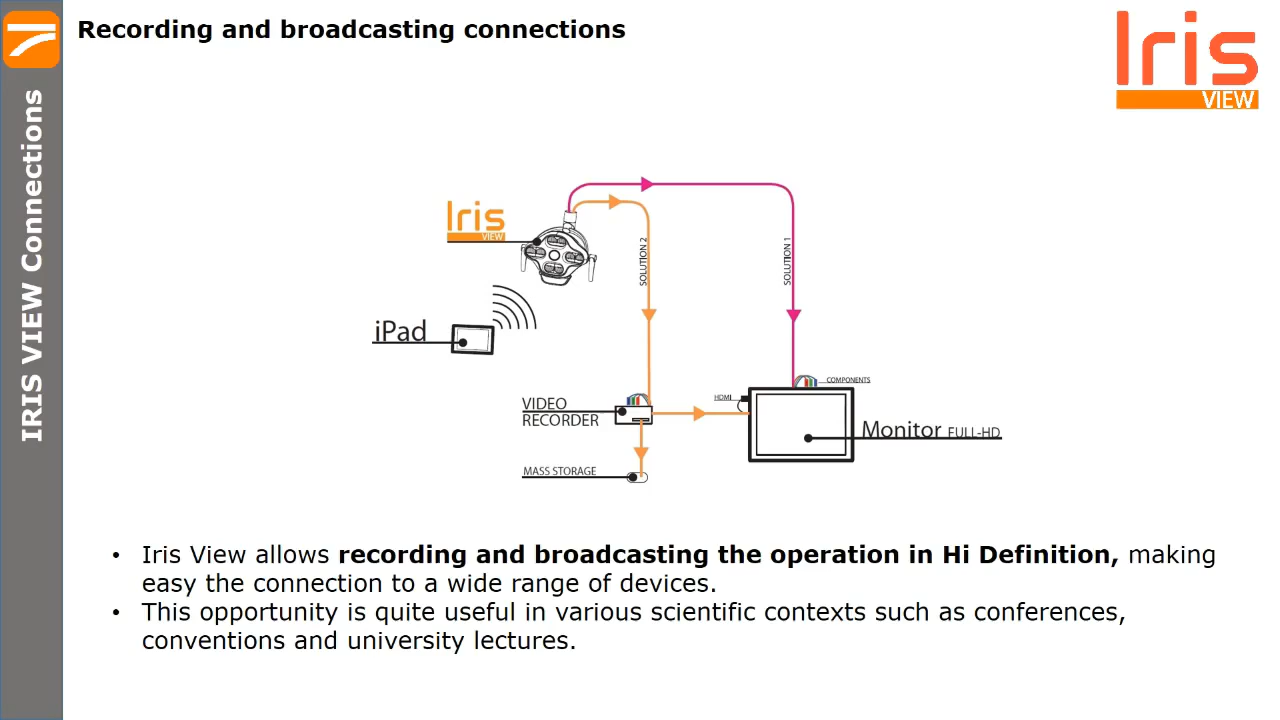 Recording and broadcasting connections
Iris
VIEW
IRIS VIEW Connections
Iris
VIEW
SOLUTION 2
SOLUTION 1
iPad
COMPONENTS
HDMI
VIDEO
RECORDER
Monitor FULL-HD
MASS STORAGE
• Iris View allows recording and broadcasting the operation in Hi Definition, making
easy the connection to a wide range of devices.
• This opportunity is quite useful in various scientific contexts such as conferences,
conventions and university lectures.